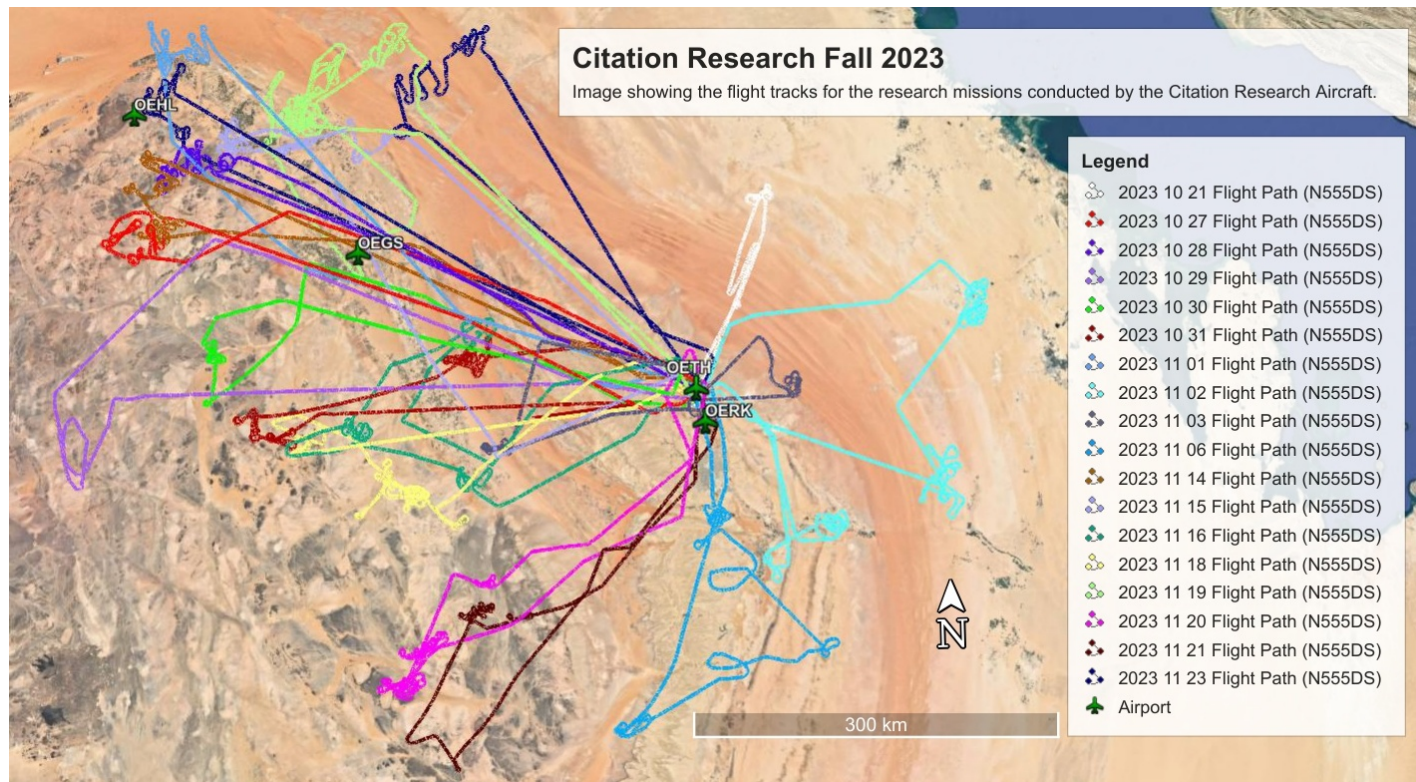 Citation Research Fall 2023
Image showing the flight tracks for the research missions conducted by the Citation Research Aircraft.
OEHL
OEGS
OETH
OERK
Legend
2023 10 21 Flight Path (N555DS)
2023 10 27 Flight Path (N555DS)
2023 10 28 Flight Path (N555DS)
2023 10 29 Flight Path (N555DS)
2023 10 30 Flight Path (N555DS)
2023 10 31 Flight Path (N555DS)
2023 11 01 Flight Path (N555DS)
2023 11 02 Flight Path (N555DS)
2023 11 03 Flight Path (N555DS)
2023 11 06 Flight Path (N555DS)
2023 11 14 Flight Path (N555DS)
2023 11 15 Flight Path (N555DS)
2023 11 16 Flight Path (N555DS)
2023 11 18 Flight Path (N555DS)
2023 11 19 Flight Path (N555DS)
2023 11 20 Flight Path (N555DS)
2023 11 21 Flight Path (N555DS)
2023 11 23 Flight Path (N555DS)
Airport
N
300 km